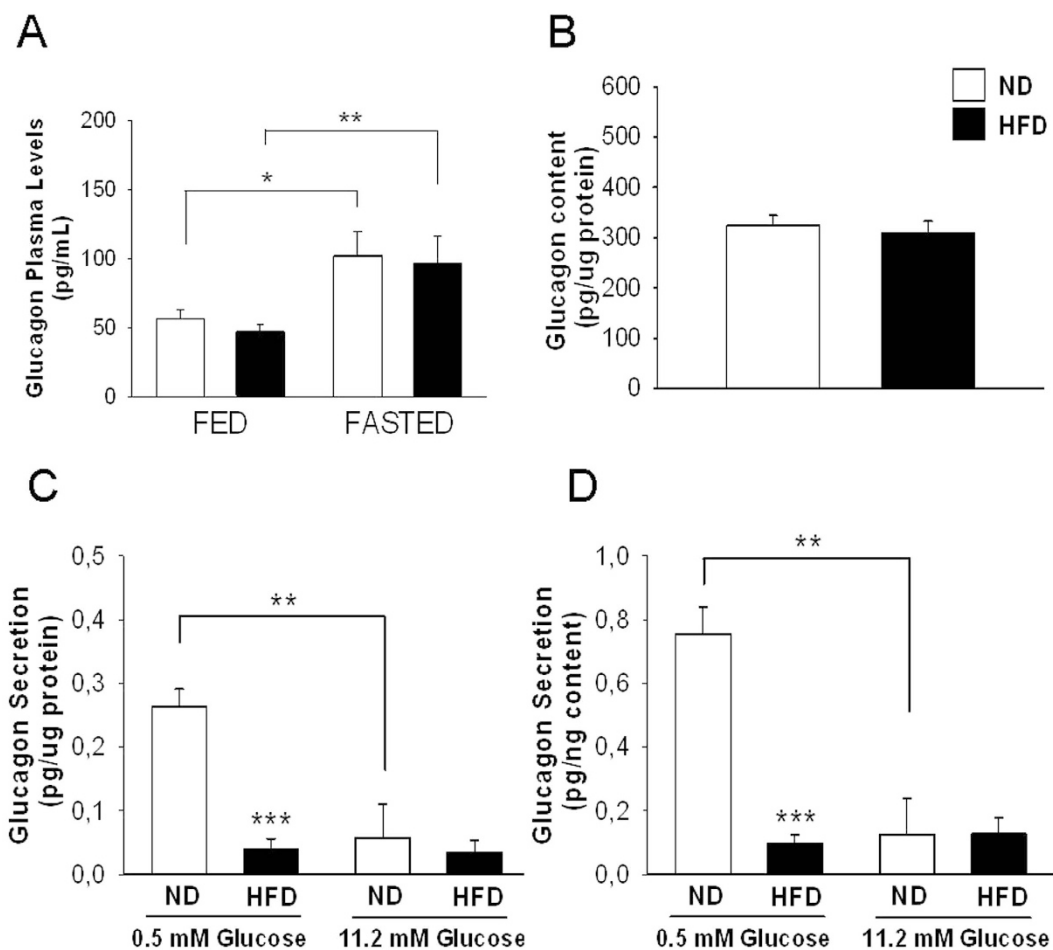 A
Glucagon Plasma Levels
(pg/mL)
200
150
100
50
0
*
**
FED FASTED
B
Glucagon content
(pg/ug protein)
600
500
400
300
200
100
0
ND
HFD
C
Glucagon Secretion
(pg/ug protein)
0,5
0,4
0,3
0,2
0,1
0,0
**
***
ND HFD ND HFD
0.5 mM Glucose 11.2 mM Glucose
D
Glucagon Secretion
(pg/ng content)
1,0
0,8
0,6
0,4
0,2
0,0
**
***
ND HFD ND HFD
0.5 mM Glucose 11.2 mM Glucose